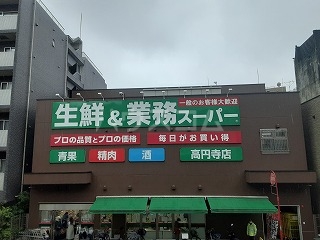 一般のお客様大歓迎
生鮮&業務スーパー
プロの品質とプロの価格 毎日がお買い得
青果 精肉 酒 高円寺店